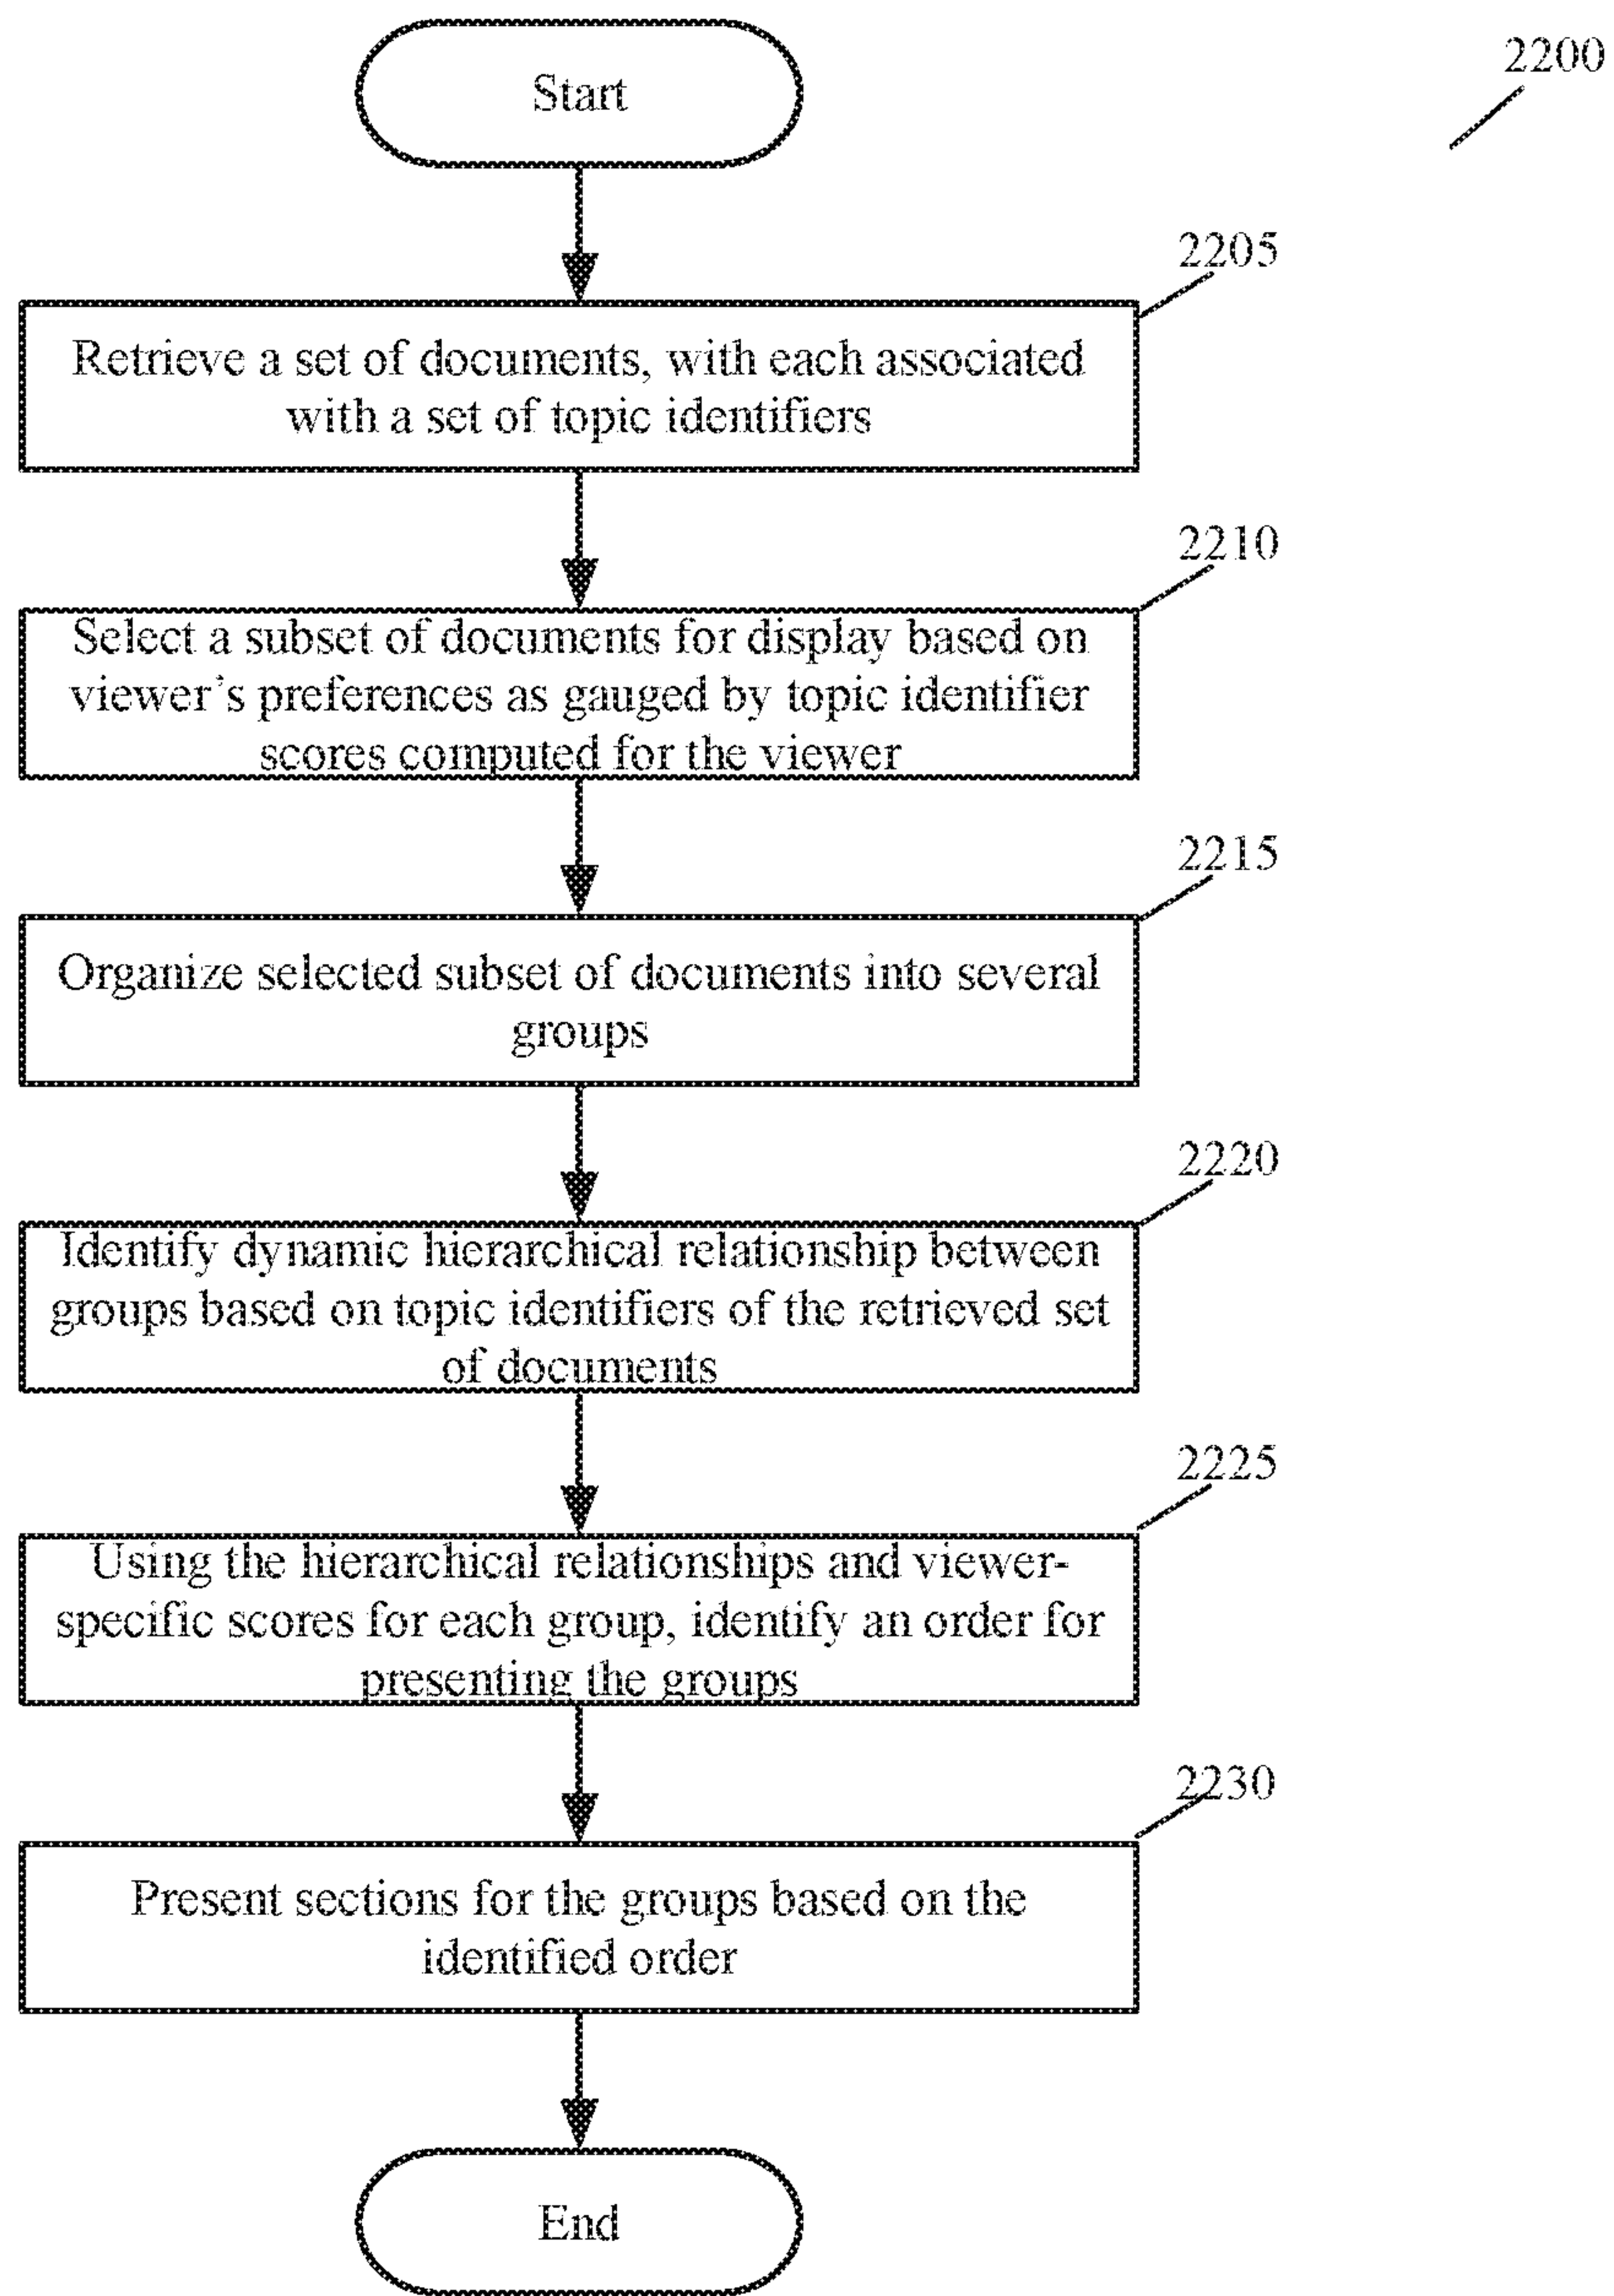 Start
2200
2205
Retrieve a set of documents, with each associated
with a set of topic identifiers
2210
Select a subset of documents for display based on
viewer's preferences as gauged by topic identifier
scores computed for the viewer
2215
Organize selected subset of documents into several
groups
2220
Identify dynamic hierarchical relationship between
groups based on topic identifiers of the retrieved set
of documents
2225
Using the hierarchical relationships and viewer-
specific scores for each group, identify an order for
presenting the groups
2230
Present sections for the groups based on the
identified order
End